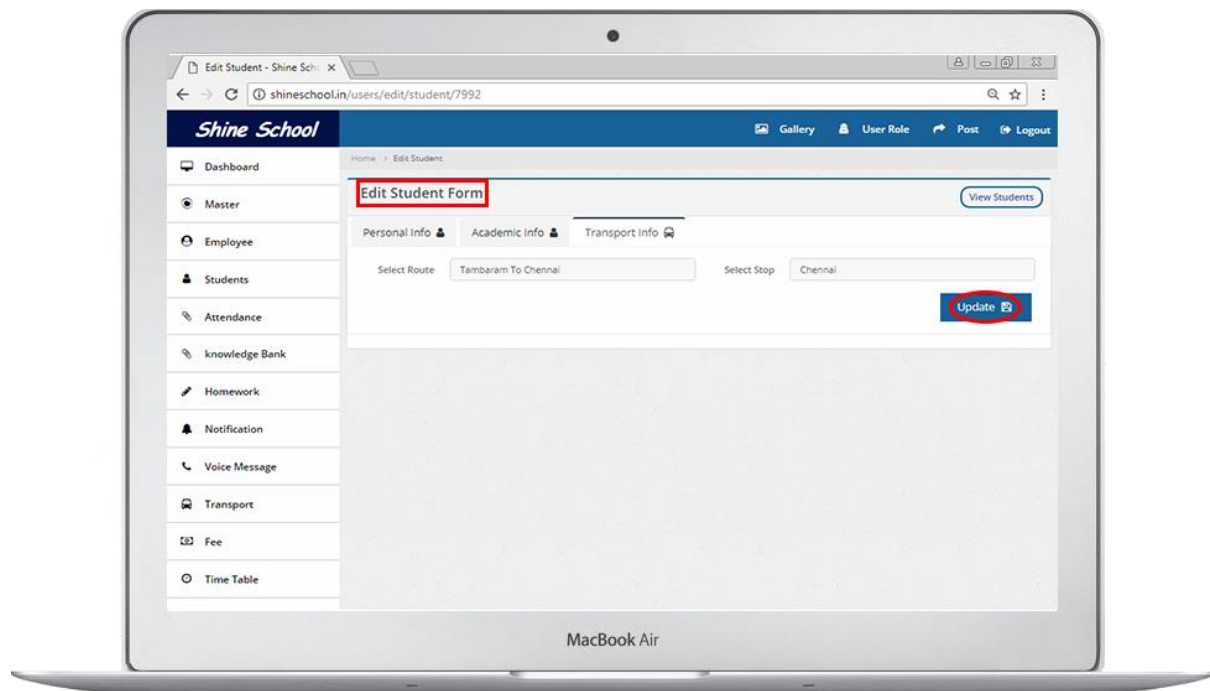 Edit Student - Shine Sch
shineschool.in/users/edit/student/7992
Shine School
Gallery User Role Post Logout
Home > Edit Student
Dashboard
Master
Employee
Students
Attendance
knowledge Bank
Homework
Notification
Voice Message
Transport
Fee
Time Table
Edit Student Form
View Students
Personal Info Academic Info Transport Info
Select Route Tambaram To Chennai Select Stop Chennai
Update
MacBook Air